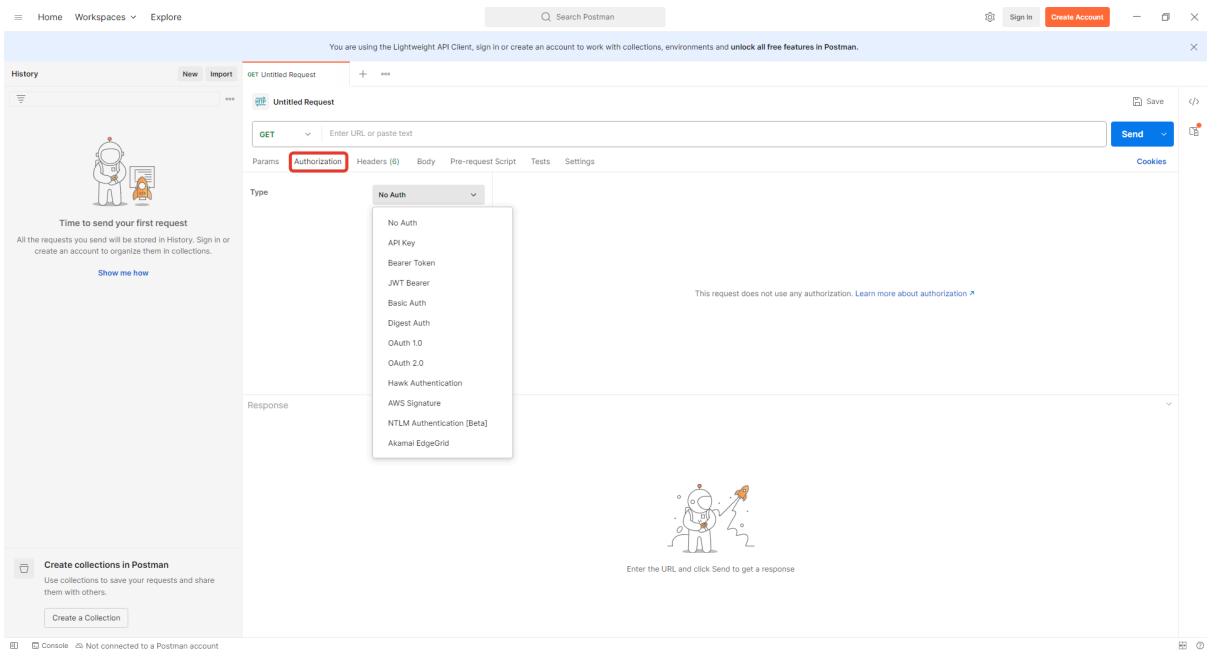 Home Workspaces Explore
Search Postman
Sign In Create Account
You are using the Lightweight API Client, sign in or create an account to work with collections, environments and unlock all free features in Postman.
History New Import
GET Untitled Request
HTTP Untitled Request
Save
GET Enter URL or paste text
Send
Params Authorization Headers (6) Body Pre-request Script Tests Settings
Cookies
Type
No Auth
No Auth
API Key
Bearer Token
JWT Bearer
Basic Auth
Digest Auth
OAuth 1.0
OAuth 2.0
Hawk Authentication
AWS Signature
NTLM Authentication [Beta]
Akamai EdgeGrid
This request does not use any authorization. Learn more about authorization
Time to send your first request
All the requests you send will be stored in History. Sign in or
create an account to organize them in collections.
Show me how
Response
Enter the URL and click Send to get a response
Create collections in Postman
Use collections to save your requests and share
them with others.
Create a Collection
Console Not connected to a Postman account